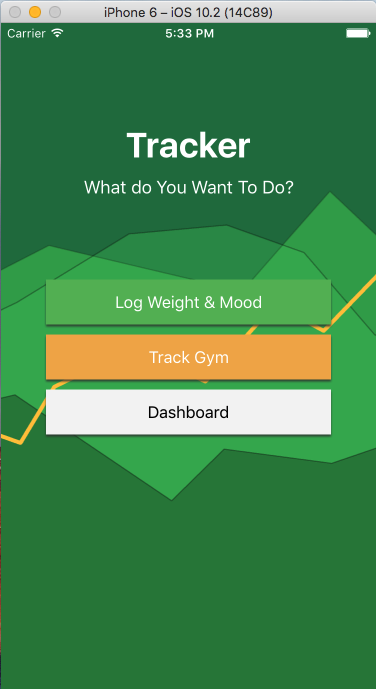 iPhone 6 – iOS 10.2 (14C89)
Carrier 5:33 PM
Tracker
What do You Want To Do?
Log Weight & Mood
Track Gym
Dashboard